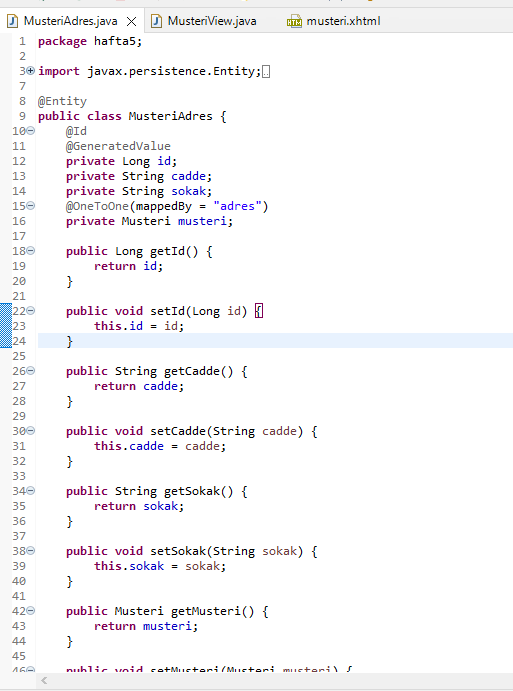 MusteriAdres.java MusteriView.java musteri.xhtml
1 package hafta5;
2
3 import javax.persistence.Entity;
7
8 @Entity
9 public class MusteriAdres {
10 @Id
11 @GeneratedValue
12 private Long id;
13 private String cadde;
14 private String sokak;
15 @OneToOne(mappedBy = "adres")
16 private Musteri musteri;
17
18 public Long getId() {
19 return id;
20 }
21
22 public void setId(Long id) {
23 this.id = id;
24 }
25
26 public String getCadde() {
27 return cadde;
28 }
29
30 public void setCadde(String cadde) {
31 this.cadde = cadde;
32 }
33
34 public String getSokak() {
35 return sokak;
36 }
37
38 public void setSokak(String sokak) {
39 this.sokak = sokak;
40 }
41
42 public Musteri getMusteri() {
43 return musteri;
44 }
45
46 public void setMusteri(Musteri musteri) {